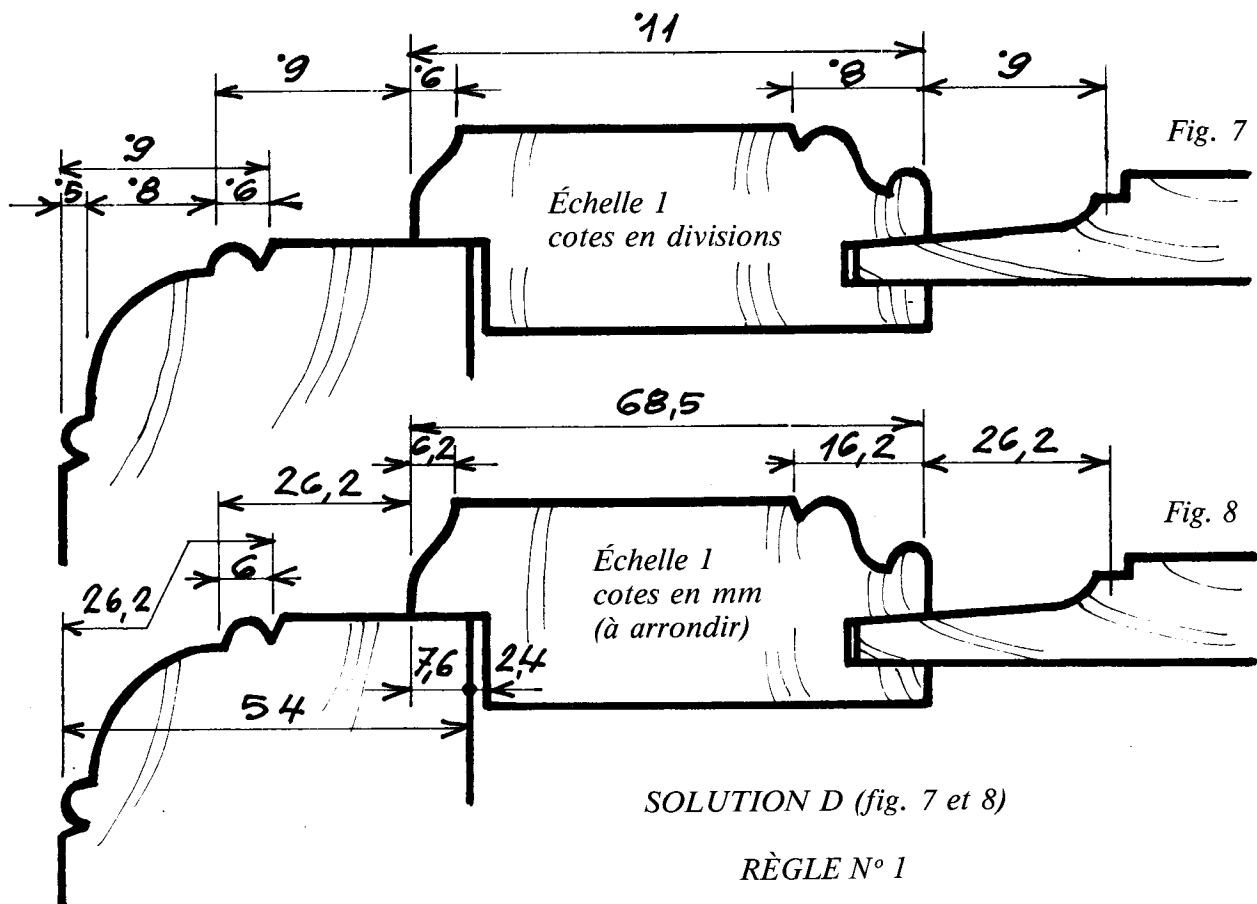 .11
.9
.6
.8
.9
Fig. 7
.9
.5
.8
.6
Échelle 1
cotes en divisions
68,5
6,2
16,2
26,2
26,2
Fig. 8
6
Échelle 1
cotes en mm
(à arrondir)
26,2
7,6
2,4
54
SOLUTION D (fig. 7 et 8)
RÈGLE N° 1